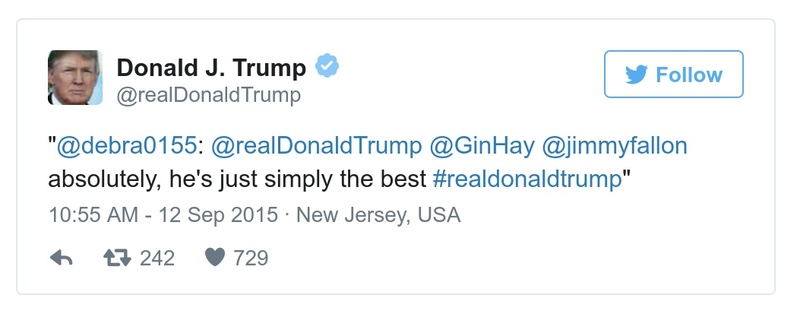 Donald J. Trump
@realDonaldTrump
Follow
"@debra0155: @realDonaldTrump @GinHay @jimmyfallon
absolutely, he's just simply the best #realdonaldtrump"
10:55 AM - 12 Sep 2015 · New Jersey, USA
242 729